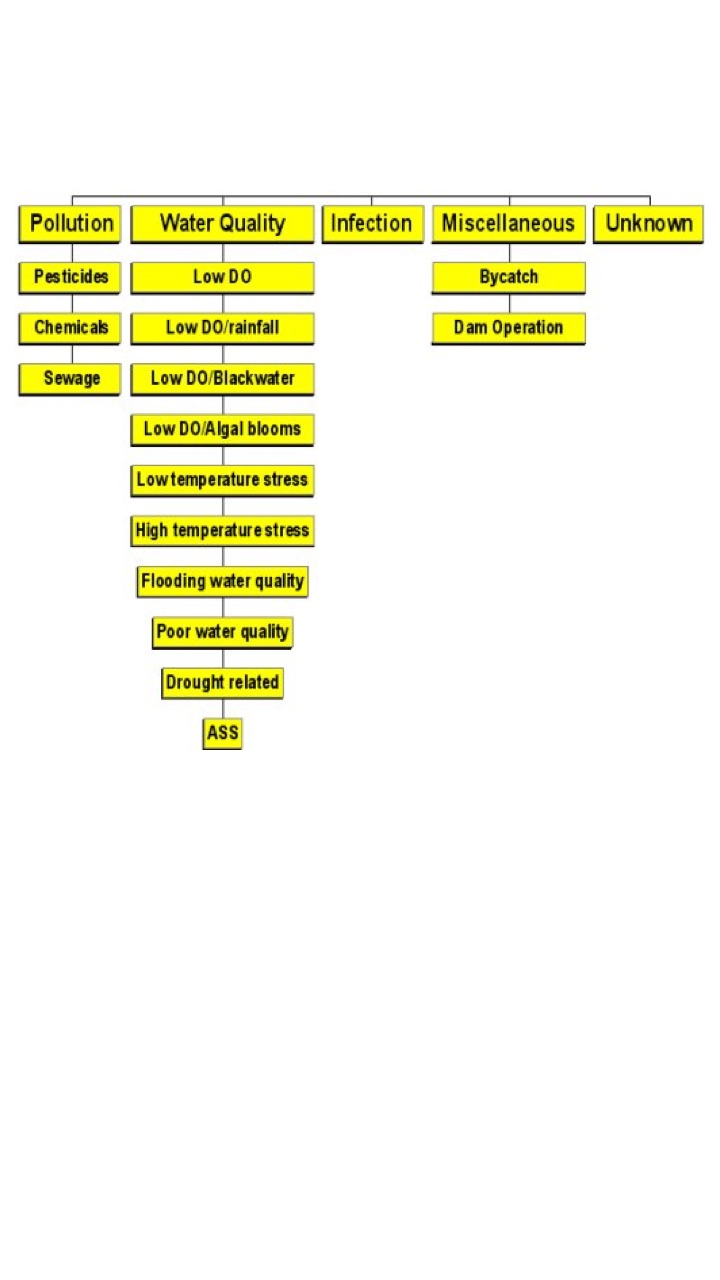 Pollution
Water Quality
Infection
Miscellaneous
Unknown
Pesticides
Low DO
Bycatch
Chemicals
Low DO/rainfall
Dam Operation
Sewage
Low DO/Blackwater
Low DO/Algal blooms
Low temperature stress
High temperature stress
Flooding water quality
Poor water quality
Drought related
ASS